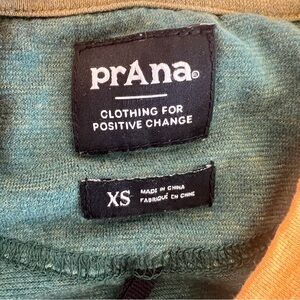 prAna®
CLOTHING FOR
POSITIVE CHANGE
XS
MADE IN CHINA
FABRIQUÉ EN CHINE